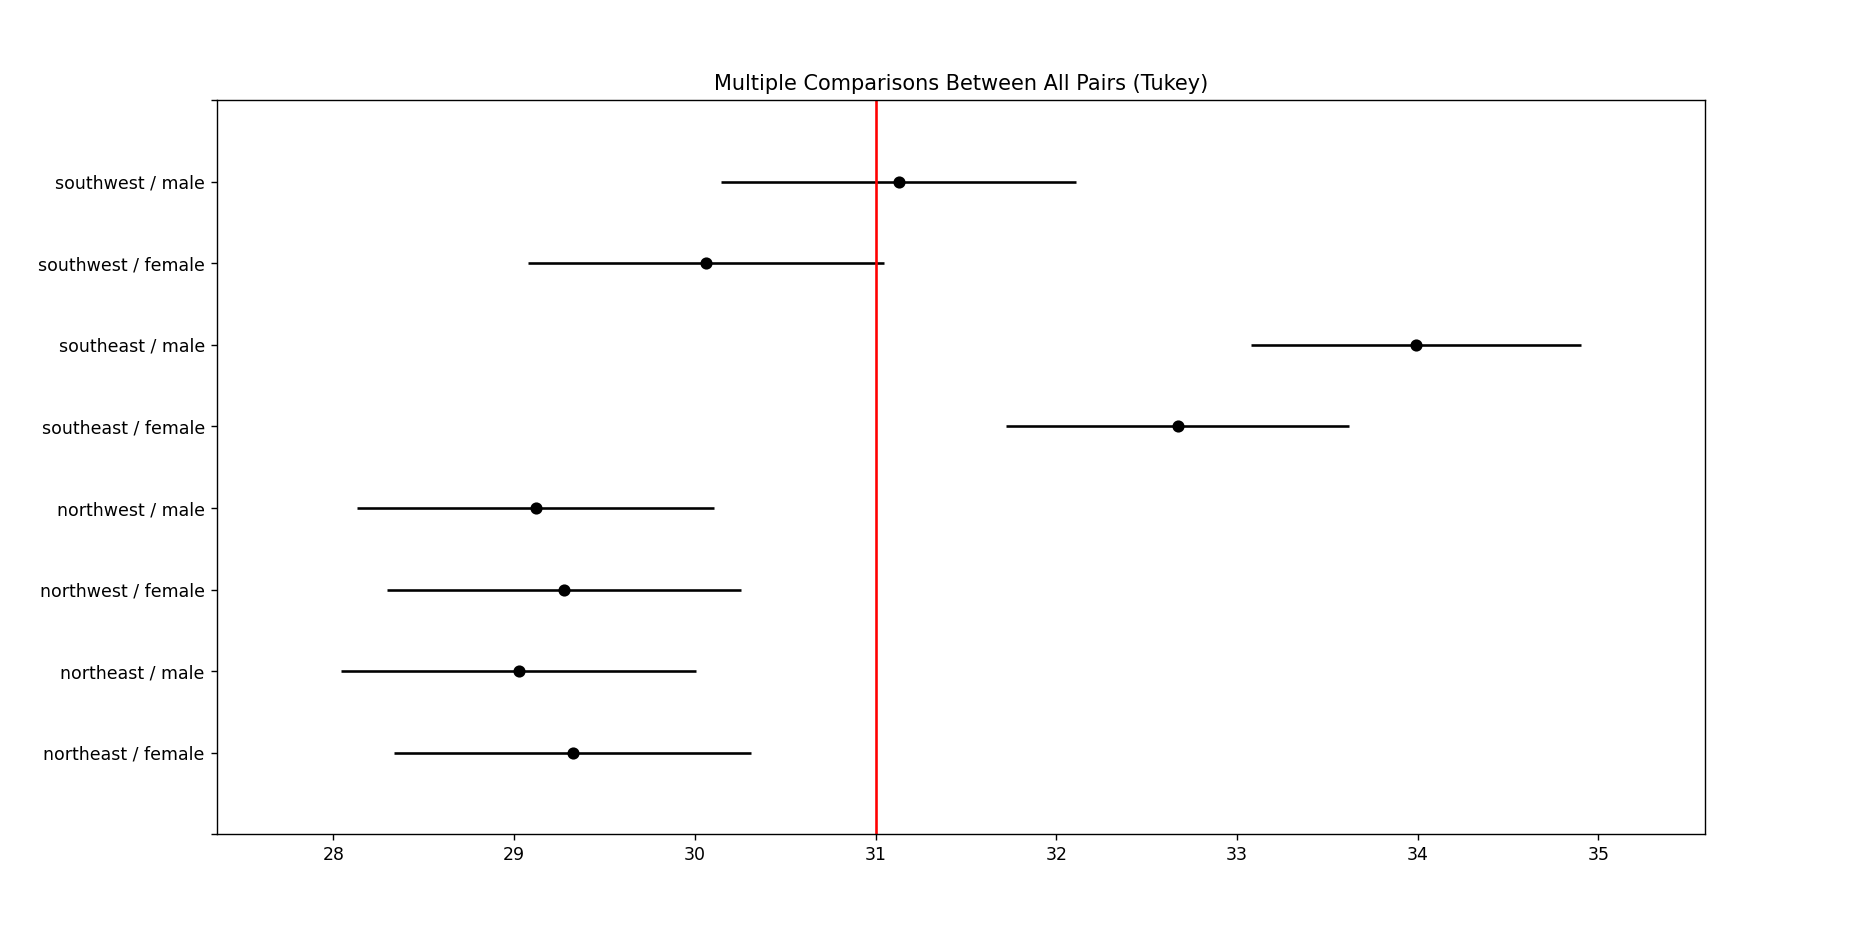 Multiple Comparisons Between All Pairs (Tukey)
southwest / male
southwest / female
southeast / male
southeast / female
northwest / male
northwest / female
northeast / male
northeast / female
28 29 30 31 32 33 34 35